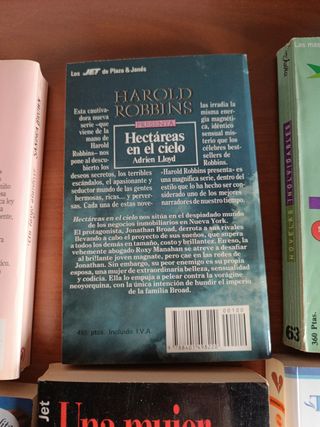 Los JET de Plaza & Janés
HAROLD
ROBBINS
PRESENTA
Hectáreas
en el cielo
Adrien Lloyd
Esta cautiva-
dora nueva
serie –que
viene de la
mano de
Harold
Robbins– nos
pone al descu-
bierto los
deseos secretos, los terribles
escándalos, el apasionante y
seductor mundo de las gentes
hermosas, ricas... y perver-
sas. Cada una de estas nove-
las irradia la
misma ener-
gía magnéti-
ca, idéntico
sensual mis-
terio que los
célebres best-
sellers de
Robbins.
«Harold Robbins presenta» es
una magnífica serie, dentro del
estilo que lo ha hecho ser con-
siderado uno de los mejores
narradores de nuestro tiempo.
Hectáreas en el cielo nos sitúa en el despiadado mundo
de los negocios inmobiliarios en Nueva York.
El protagonista, Jonathan Broad, derrota a sus rivales
llevando a cabo el proyecto de sus sueños, que supera
a todos los demás en tamaño, costo y brillantez. En eso, la
vehemente abogado Roxy Manahan se atreve a desafiar
al brillante joven magnate, pero cae en las redes de
Jonathan. Sin embargo, su peor enemigo es su propia
esposa, una mujer de extraordinaria belleza, sensualidad
y codicia. Ella lo empuja a pelear contra la vorágine
neoyorquina, con la única intención de hundir el imperio
de la familia Broad.
495 ptas. Incluido I.V.A.
00180
63
360 Ptas.
Jet
Una mujer